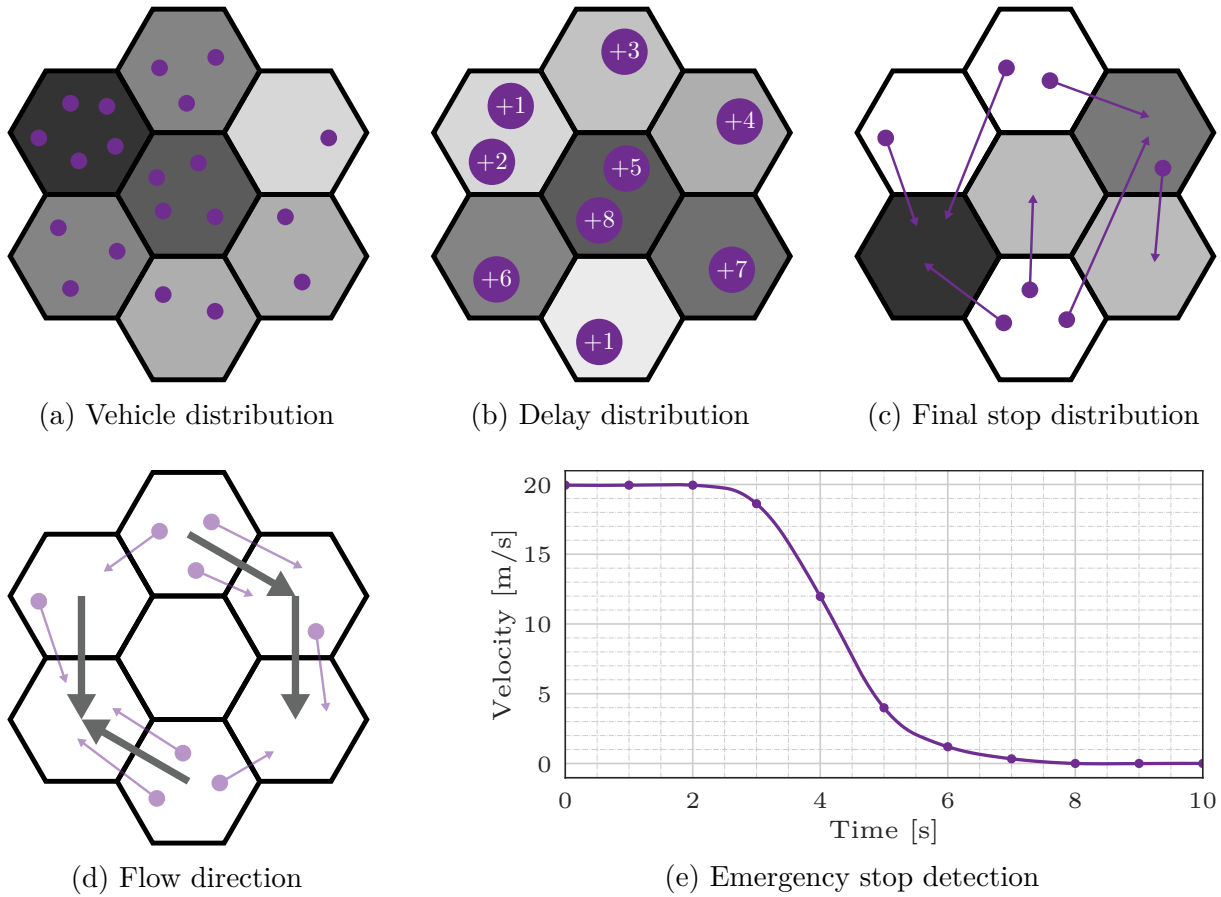 +3
+1
+4
+2
+5
+8
+6
+7
+1
(a) Vehicle distribution
(b) Delay distribution
(c) Final stop distribution
20
15
10
5
0
Velocity [m/s]
0 2 4 6 8 10
Time [s]
(d) Flow direction
(e) Emergency stop detection